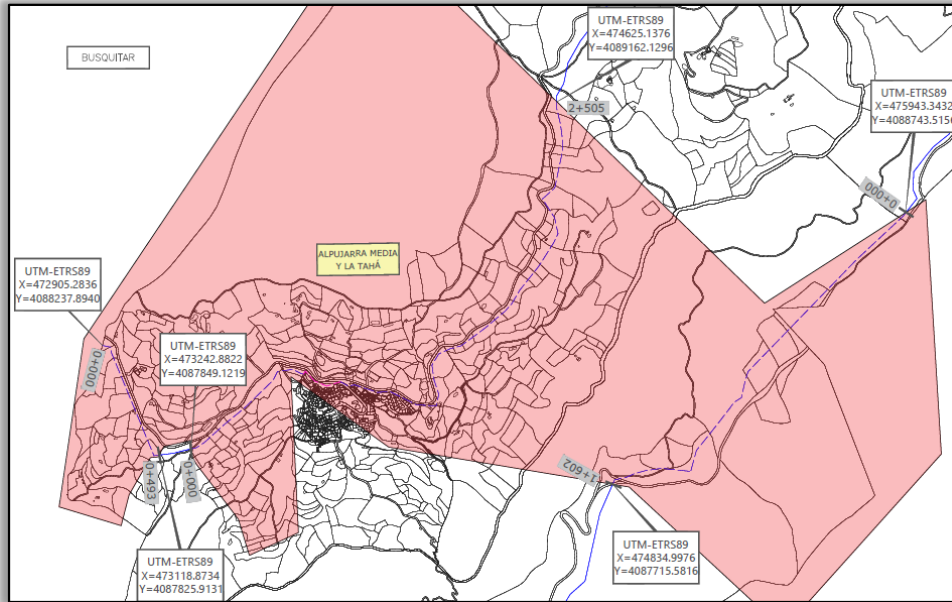 UTM-ETRS89
X=474625.1376
Y=4089162.1296
BUSQUITAR
UTM-ETRS89
X=475943.3432
Y=4088743.5156
2+505
0+000
ALPUJARRA MEDIA
Y LA TAHÁ
UTM-ETRS89
X=472905.2836
Y=4088237.8940
UTM-ETRS89
X=473242.8822
Y=4087849.1219
0+000
0+493
0+000
1+602
UTM-ETRS89
X=474834.9976
Y=4087715.5816
UTM-ETRS89
X=473118.8734
Y=4087825.9131